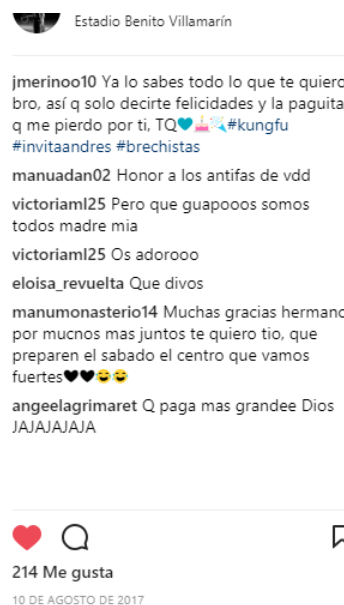 Estadio Benito Villamarín
jmerinoo10 Ya lo sabes todo lo que te quiero
bro, así q solo decirte felicidades y la paguita
q me pierdo por ti, TQ #kungfu
#invitaandres #brechistas
manuadan02 Honor a los antifas de vdd
victoriaml25 Pero que guapooos somos
todos madre mia
victoriaml25 Os adorooo
eloisa_revuelta Que divos
manumonasterio14 Muchas gracias hermano
por mucnos mas juntos te quiero tio, que
preparen el sabado el centro que vamos
fuertes🖤🖤😂😂
angeelagrimaret Q paga mas grandee Dios
JAJAJAJAJA
214 Me gusta
10 DE AGOSTO DE 2017